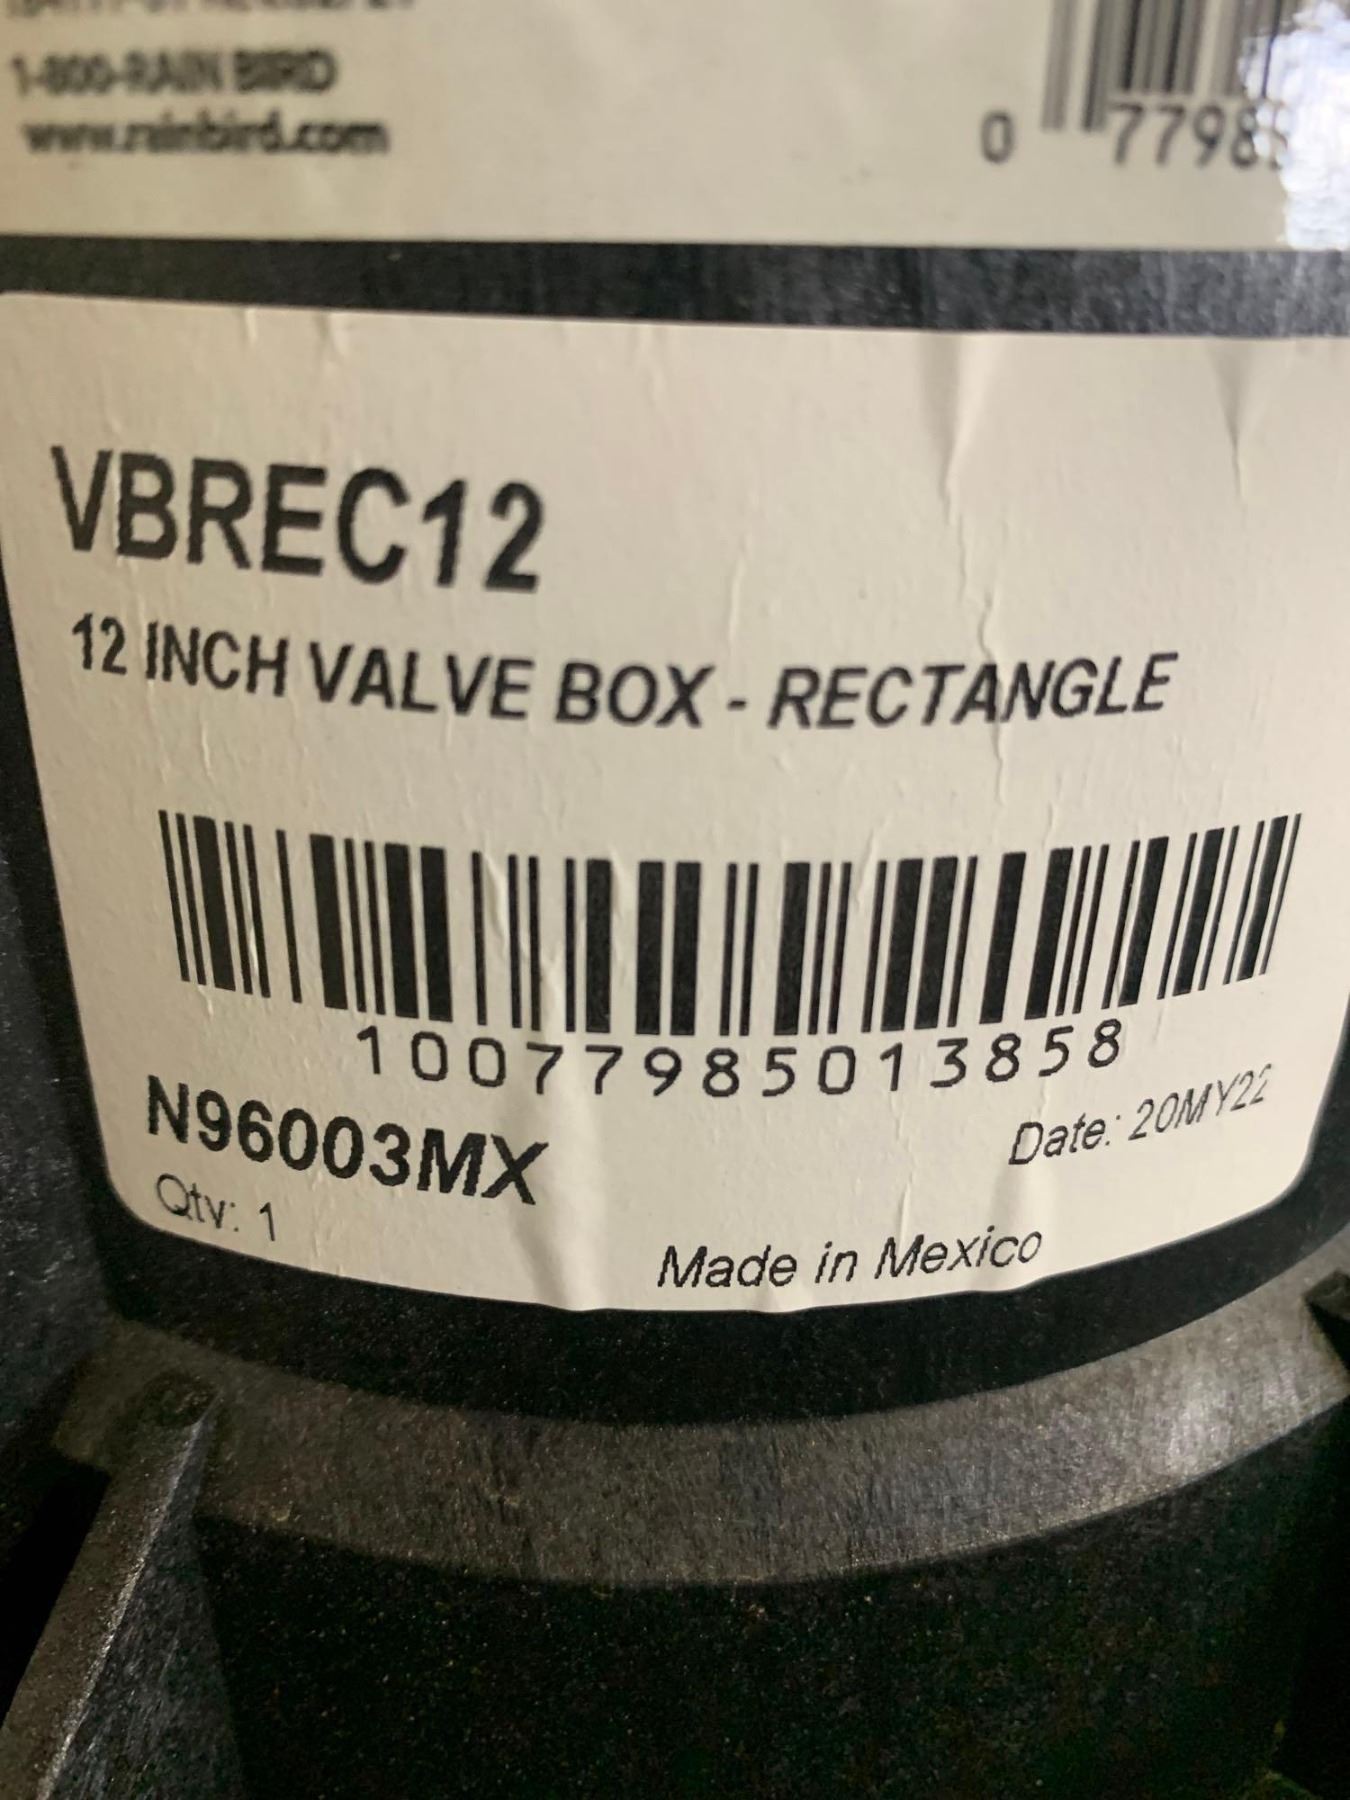 1-800-RAIN BIRD
www.rainbird.com
0 7798
VBREC12
12 INCH VALVE BOX - RECTANGLE
10077985013858
N96003MX
Date: 20MY22
Qty: 1
Made in Mexico